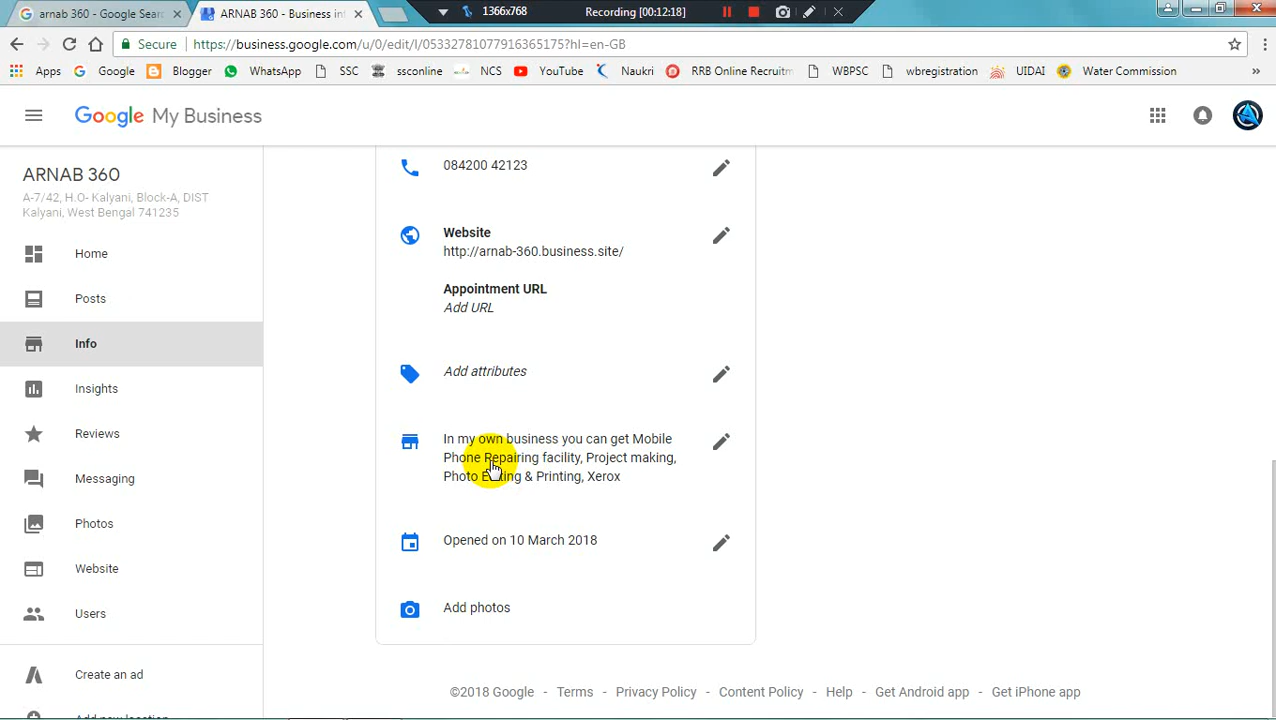 arnab 360 - Google Sear
ARNAB 360 - Business in
1366x768
Recording [00:12:18]
Secure
https://business.google.com/u/0/edit/l/05332781077916365175?hl=en-GB
Apps
Google
Blogger
WhatsApp
SSC
ssconline
NCS
YouTube
Naukri
RRB Online Recruitm
WBPSC
wbregistration
UIDAI
Water Commission
Google My Business
ARNAB 360
A-7/42, H.O- Kalyani, Block-A, DIST
Kalyani, West Bengal 741235
Home
Posts
Info
Insights
Reviews
Messaging
Photos
Website
Users
Create an ad
Add new location
084200 42123
Website
http://arnab-360.business.site/
Appointment URL
Add URL
Add attributes
In my own business you can get Mobile
Phone Repairing facility, Project making,
Photo Editing & Printing, Xerox
Opened on 10 March 2018
Add photos
©2018 Google - Terms - Privacy Policy - Content Policy - Help - Get Android app - Get iPhone app